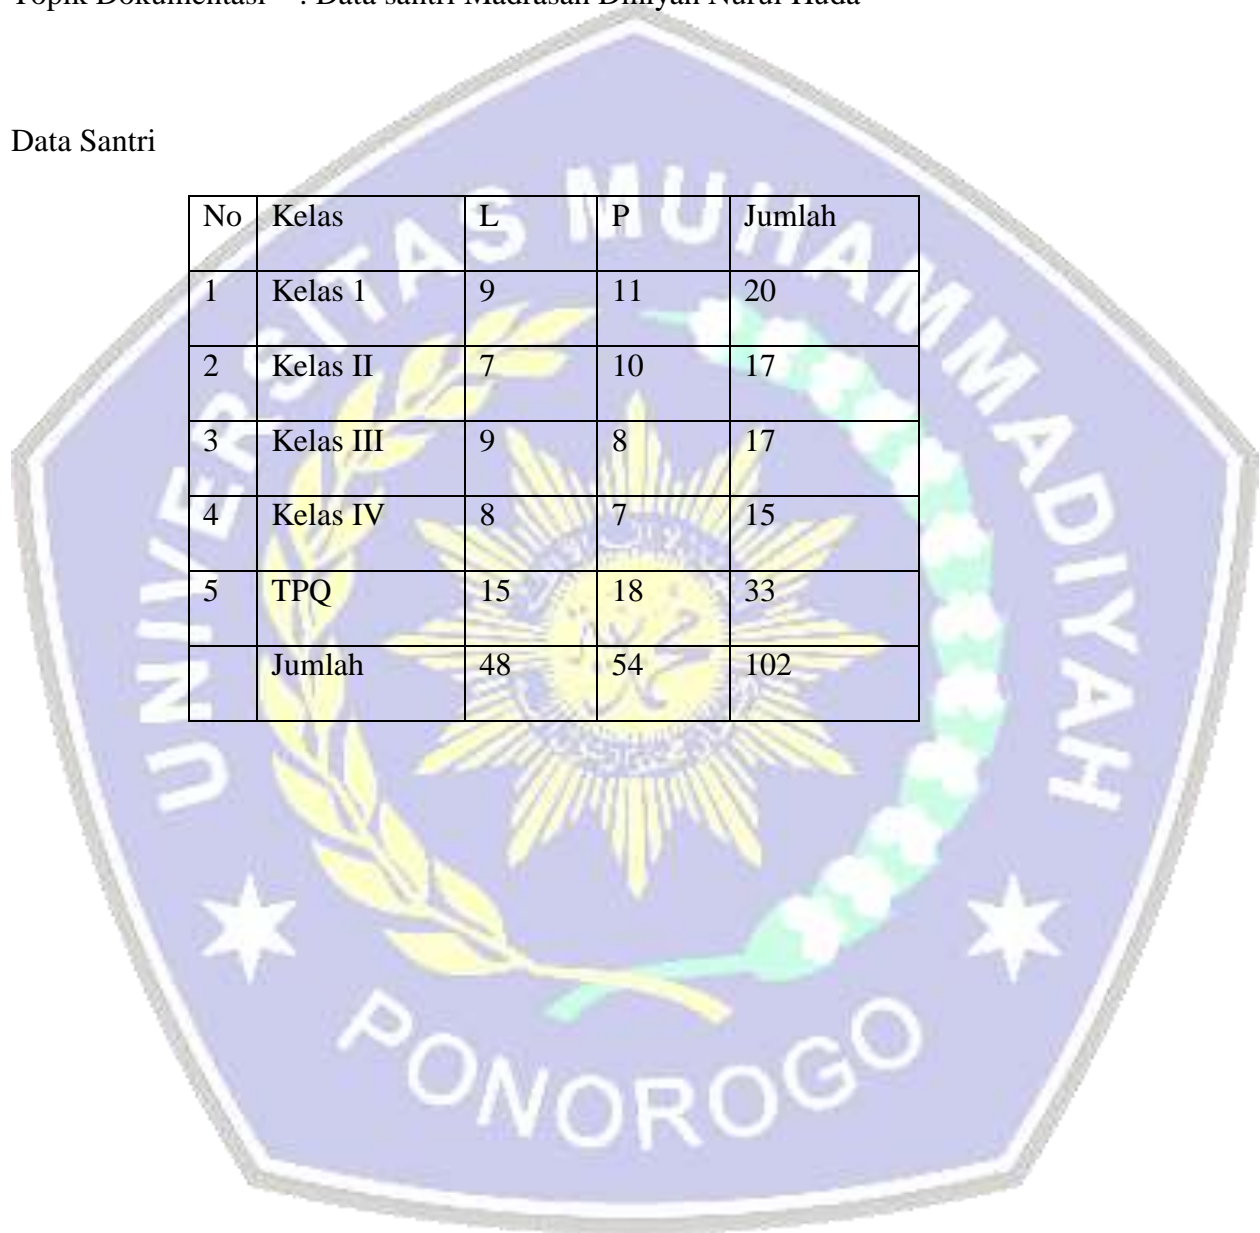 Topik Dokumentasi : Data santri Madrasah Diniyah Nurul Huda
Data Santri
No Kelas L P Jumlah
1 Kelas 1 9 11 20
2 Kelas II 7 10 17
3 Kelas III 9 8 17
4 Kelas IV 8 7 15
5 TPQ 15 18 33
Jumlah 48 54 102
UNIVERSITAS MUHAMMADIYAH
PONOROGO